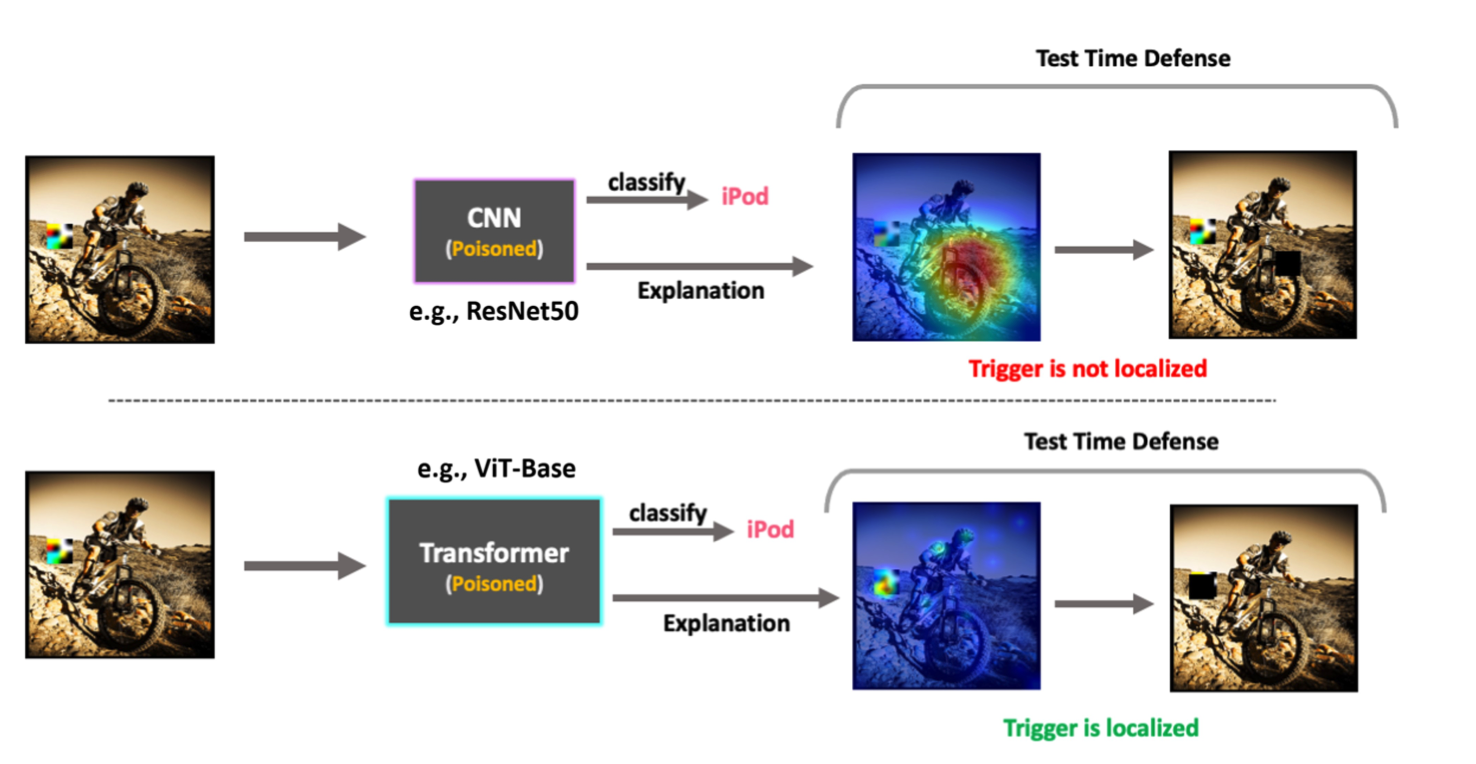 Test Time Defense
classify
iPod
CNN
(Poisoned)
Explanation
e.g., ResNet50
Trigger is not localized
Test Time Defense
e.g., ViT-Base
classify
iPod
Transformer
(Poisoned)
Explanation
Trigger is localized